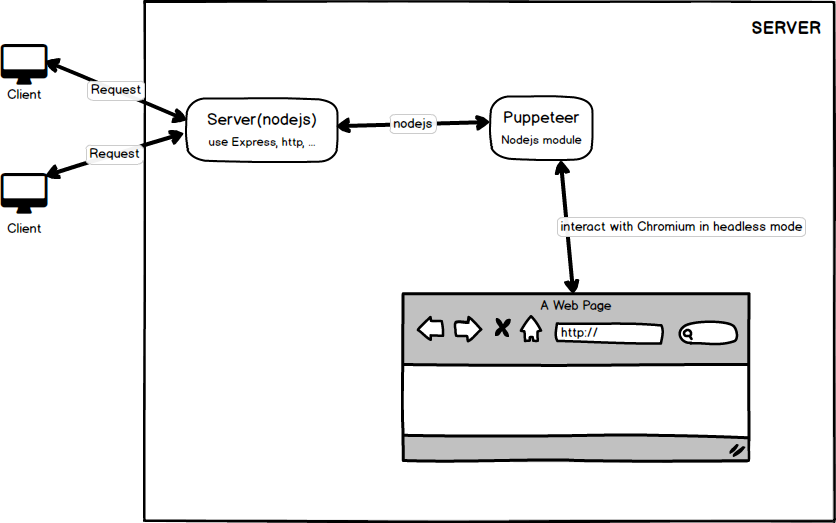 SERVER
Client
Request
Server(nodejs)
use Express, http, ...
nodejs
Puppeteer
Nodejs module
Request
Client
interact with Chromium in headless mode
A Web Page
http://